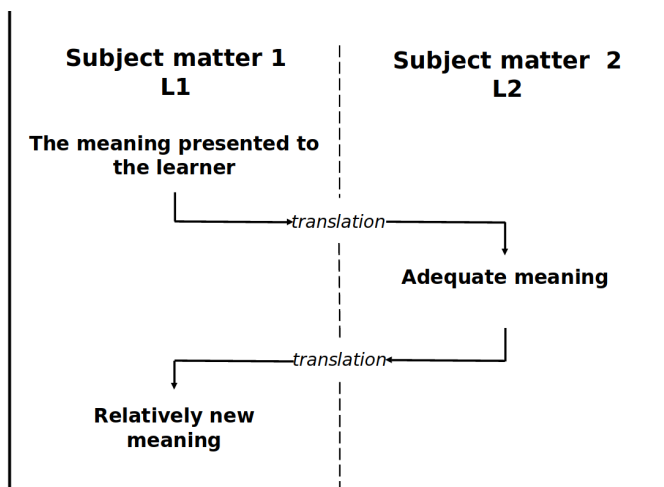 Subject matter 1
L1
Subject matter  2
L2
The meaning presented to
the learner
translation
Adequate meaning
translation
Relatively new
meaning